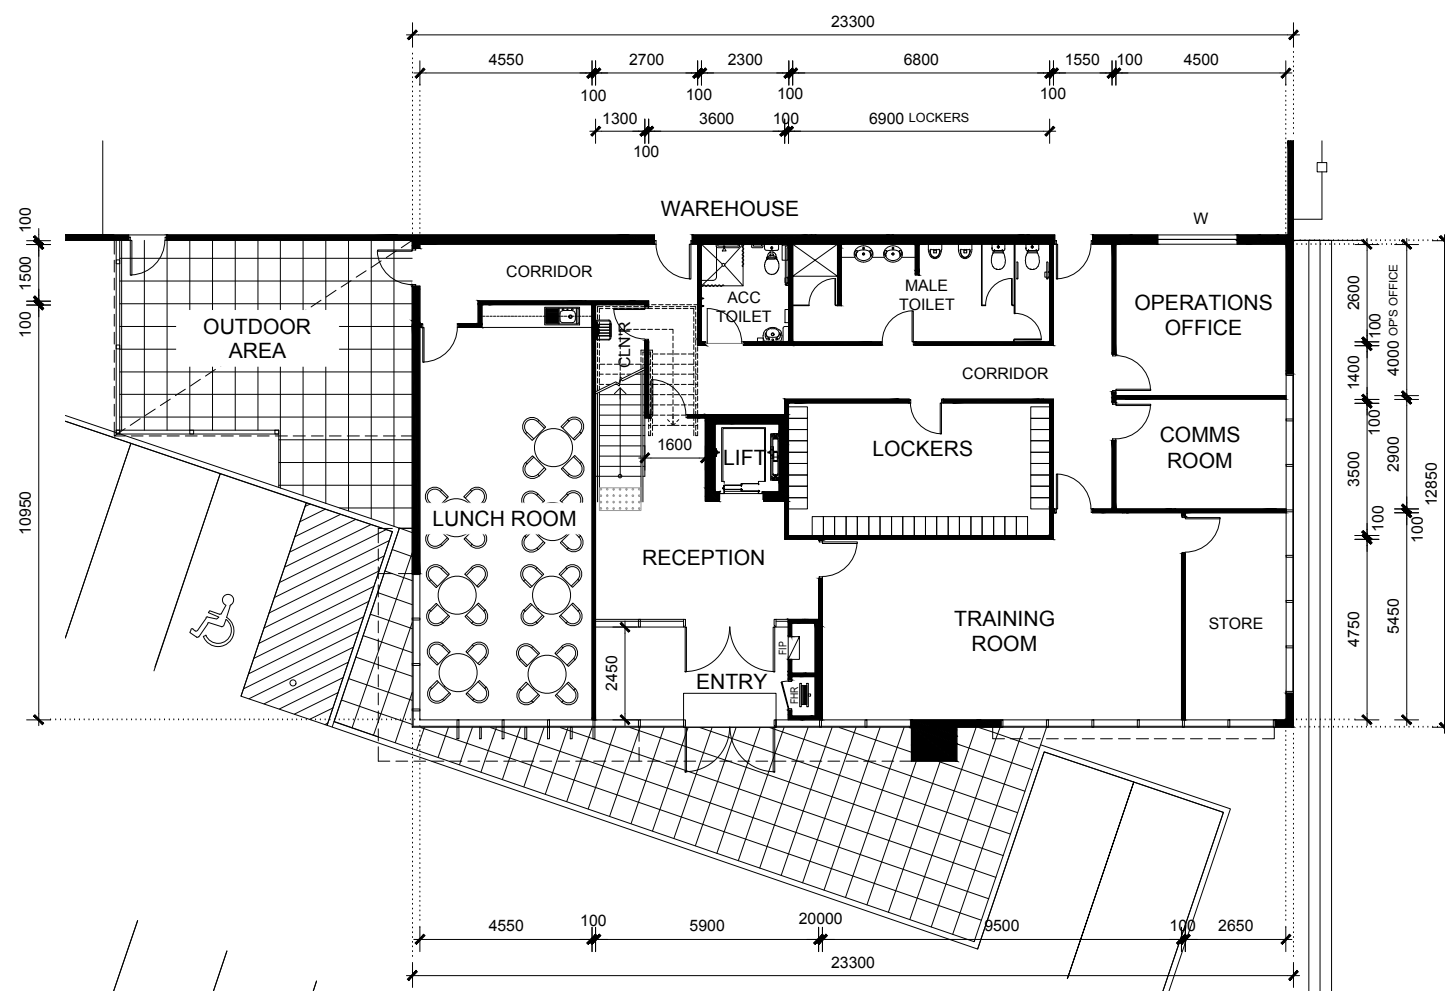 23300
4550
2700
2300
6800
1550
100
4500
100
100
100
100
1300
3600
100
6900 LOCKERS
100
WAREHOUSE
W
100
1500
100
10950
CORRIDOR
ACC
TOILET
MALE
TOILET
OPERATIONS
OFFICE
OUTDOOR
AREA
CLN'R
CORRIDOR
LOCKERS
COMMS
ROOM
1600
LIFT
LUNCH ROOM
RECEPTION
TRAINING
ROOM
STORE
2450
ENTRY
FIP
FHR
2600
100
1400
100
3500
100
4750
4000 OP'S OFFICE
2900
100
5450
12850
4550
100
5900
20000
9500
100
2650
23300